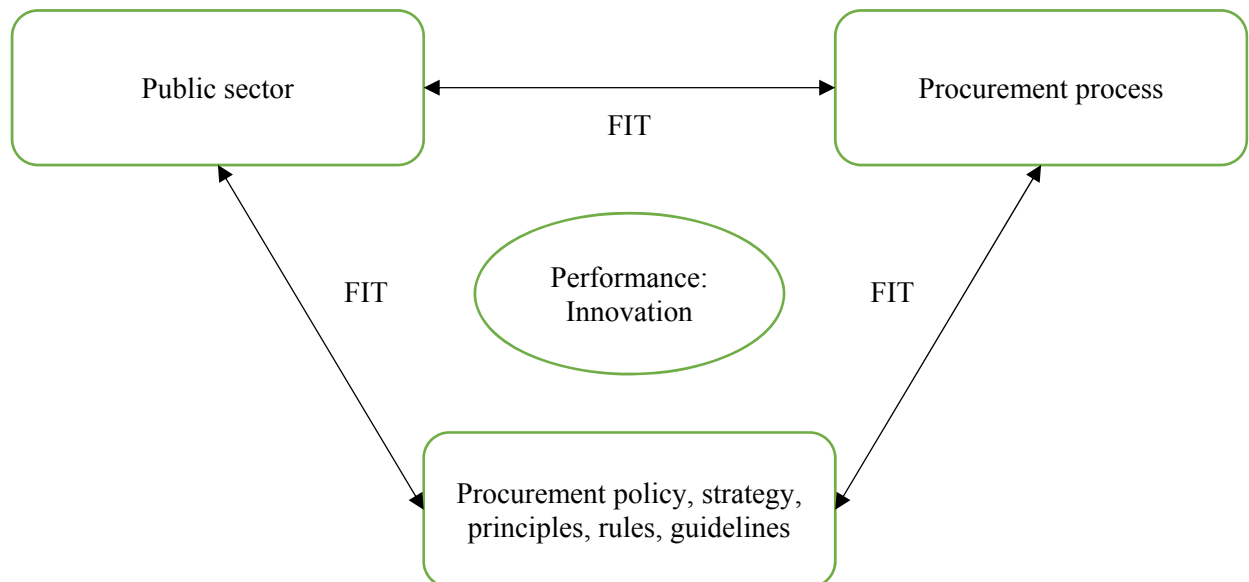 Public sector
Procurement process
FIT
FIT
Performance:
Innovation
FIT
Procurement policy, strategy,
principles, rules, guidelines